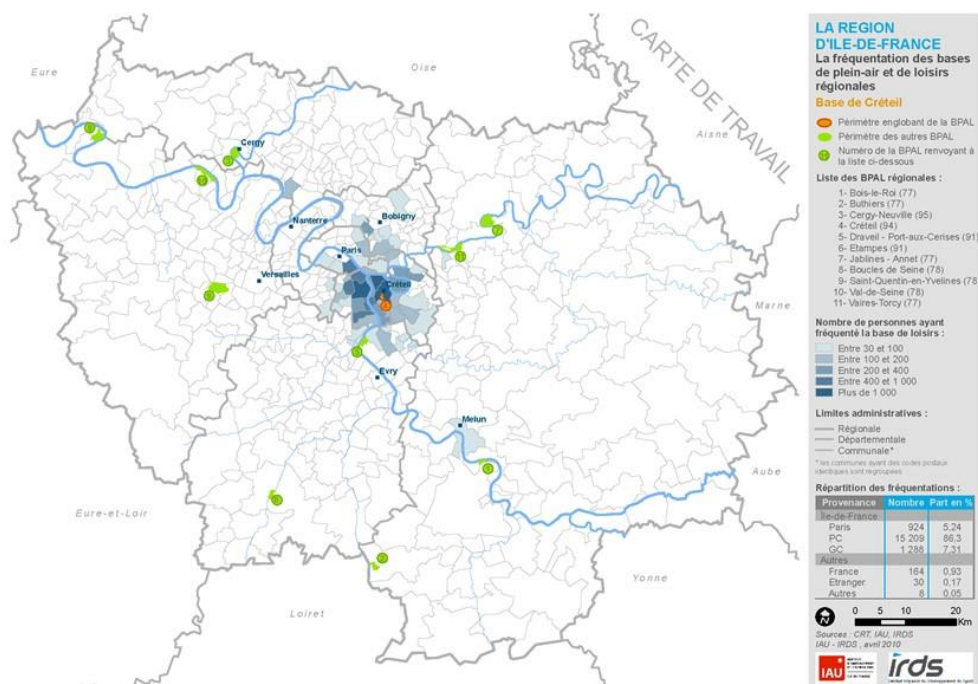 CARTE DE TRAVAIL
Eure
Oise
Aisne
Marne
Aube
Yonne
Loiret
Eure-et-Loir
Cergy
Nanterre
Bobigny
Paris
Versailles
Créteil
Evry
Melun
LA REGION
D'ILE-DE-FRANCE
La fréquentation des bases
de plein-air et de loisirs
régionales
Base de Créteil
Périmètre englobant de la BPAL
Périmètre des autres BPAL
Numéro de la BPAL renvoyant à
la liste ci-dessous
Liste des BPAL régionales :
1- Bois-le-Roi (77)
2- Buthiers (77)
3- Cergy-Neuville (95)
4- Créteil (94)
5- Draveil - Port-aux-Cerises (91)
6- Etampes (91)
7- Jablines - Annet (77)
8- Boucles de Seine (78)
9- Saint-Quentin-en-Yvelines (78
10- Val-de-Seine (78)
11- Vaires-Torcy (77)
Nombre de personnes ayant
fréquenté la base de loisirs :
Entre 30 et 100
Entre 100 et 200
Entre 200 et 400
Entre 400 et 1 000
Plus de 1 000
Limites administratives :
Régionale
Départementale
Communale*
* les communes ayant des codes postaux
identiques sont regroupées
Répartition des fréquentations :
Provenance Nombre Part en %
Ile-de-France
Paris 924 5,24
PC 15 209 86,3
GC 1 288 7,31
Autres
France 164 0,93
Etranger 30 0,17
Autres 8 0,05
N
0 5 10 20
Km
Sources : CRT, IAU, IRDS
IAU - IRDS , avril 2010
IAU
irds